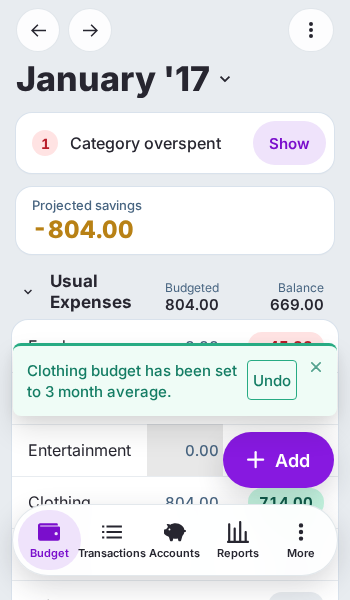 January '17
1 Category overspent Show
Projected savings
-804.00
Usual Expenses
Budgeted
804.00
Balance
669.00
Clothing budget has been set
to 3 month average.
Undo
Entertainment 0.00
Add
Clothing 804.00 714.00
Budget Transactions Accounts Reports More